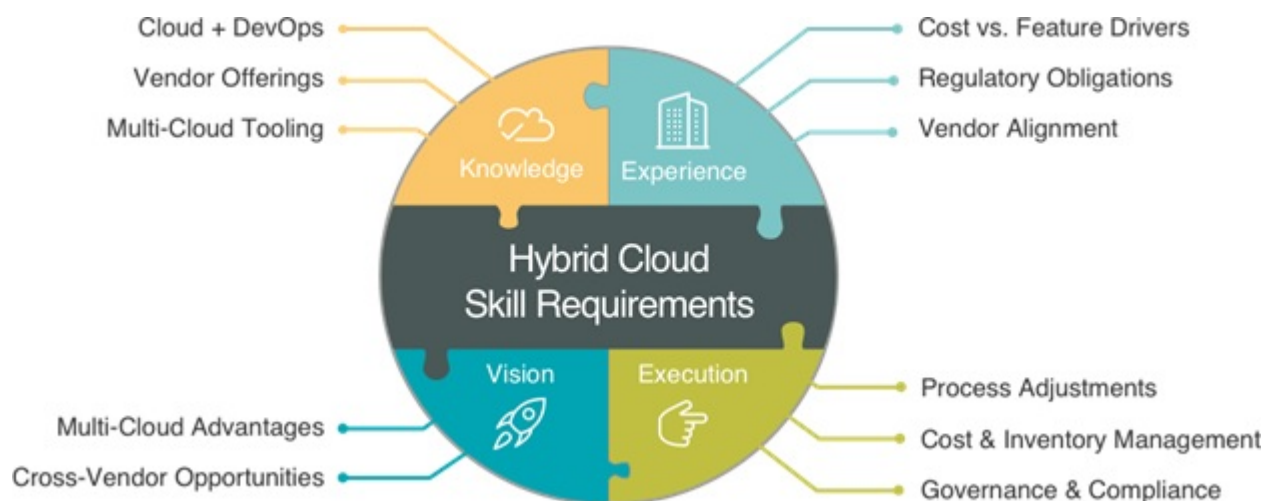 Cloud + DevOps
Vendor Offerings
Multi-Cloud Tooling
Cost vs. Feature Drivers
Regulatory Obligations
Vendor Alignment
Knowledge
Experience
Hybrid Cloud
Skill Requirements
Vision
Execution
Multi-Cloud Advantages
Cross-Vendor Opportunities
Process Adjustments
Cost & Inventory Management
Governance & Compliance